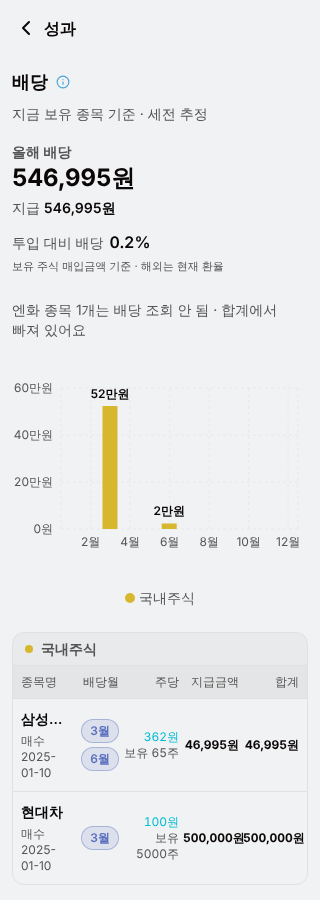 성과
배당
지금 보유 종목 기준 · 세전 추정
올해 배당
546,995원
지급 546,995원
투입 대비 배당 0.2%
보유 주식 매입금액 기준 · 해외는 현재 환율
엔화 종목 1개는 배당 조회 안 됨 · 합계에서
빠져 있어요
60만원
40만원
20만원
0원
52만원
2만원
2월 4월 6월 8월 10월 12월
국내주식
국내주식
종목명 배당월 주당 지급금액 합계
삼성...
매수
2025-
01-10
3월
6월
362원
보유 65주
46,995원 46,995원
현대차
매수
2025-
01-10
3월
100원
보유
5000주
500,000원 500,000원